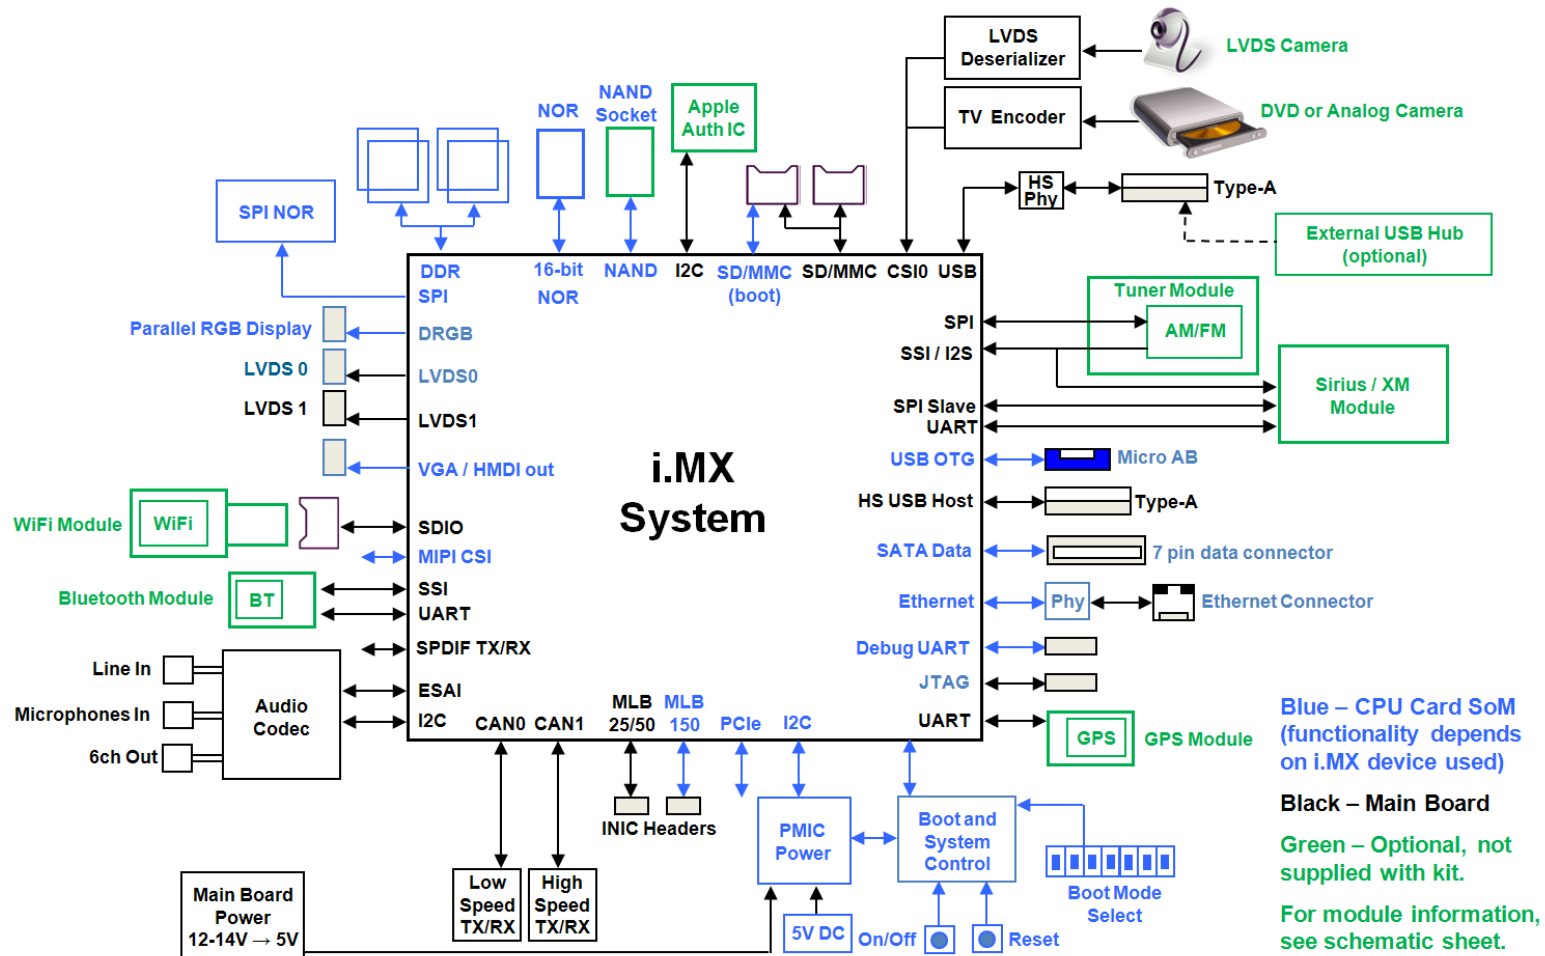 LVDS
Deserializer
LVDS Camera
TV Encoder
DVD or Analog Camera
NOR
NAND
Socket
Apple
Auth IC
HS
Phy
Type-A
SPI NOR
External USB Hub
(optional)
DDR
16-bit
NOR
NAND
I2C
SD/MMC
(boot)
SD/MMC
CSI0
USB
SPI
Parallel RGB Display
DRGB
LVDS 0
LVDS0
LVDS 1
LVDS1
VGA / HMDI out
WiFi Module
WiFi
SDIO
MIPI CSI
Bluetooth Module
BT
SSI
UART
SPDIF TX/RX
Line In
Microphones In
6ch Out
Audio
Codec
ESAI
I2C
i.MX
System
Tuner Module
AM/FM
SPI
SSI / I2S
Sirius / XM
Module
SPI Slave
UART
USB OTG
Micro AB
HS USB Host
Type-A
SATA Data
7 pin data connector
Ethernet
Phy
Ethernet Connector
Debug UART
JTAG
UART
GPS
GPS Module
CAN0
CAN1
MLB
25/50
MLB
150
PCIe
I2C
INIC Headers
PMIC
Power
Boot and
System
Control
Boot Mode
Select
Main Board
Power
12-14V → 5V
Low
Speed
TX/RX
High
Speed
TX/RX
5V DC
On/Off
Reset
Blue – CPU Card SoM
(functionality depends
on i.MX device used)
Black – Main Board
Green – Optional, not
supplied with kit.
For module information,
see schematic sheet.